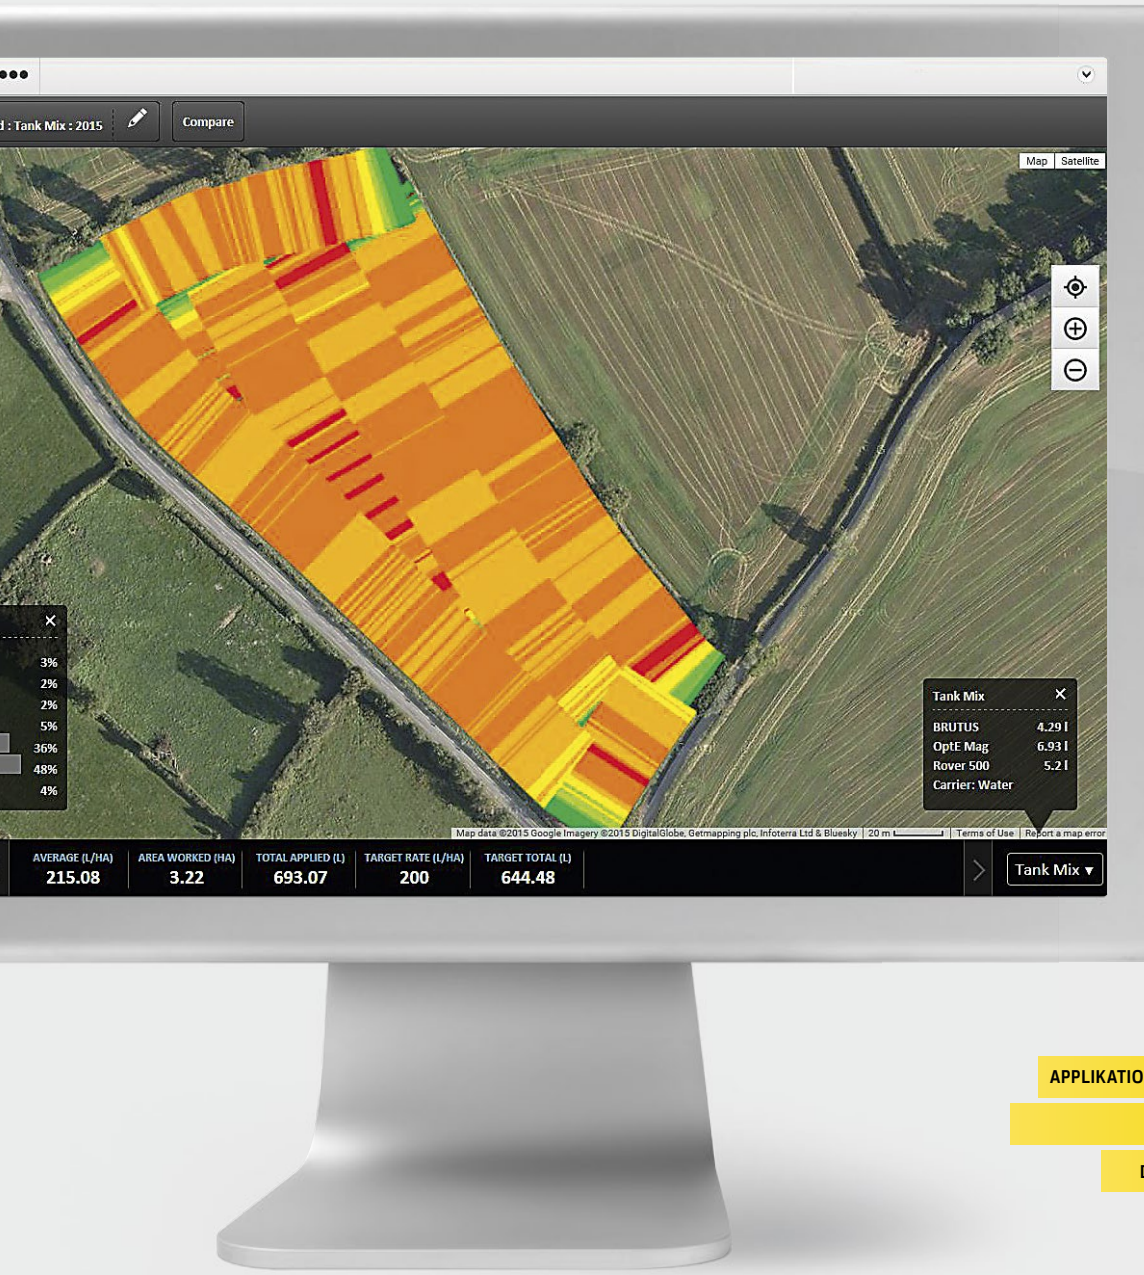 d : Tank Mix : 2015
Compare
Map
Satellite
3%
2%
2%
5%
36%
48%
4%
Tank Mix
BRUTUS 4.29 l
OptE Mag 6.93 l
Rover 500 5.2 l
Carrier: Water
Map data ©2015 Google Imagery ©2015 DigitalGlobe, Getmapping plc, Infoterra Ltd & Bluesky
20 m
Terms of Use
Report a map error
AVERAGE (L/HA)
215.08
AREA WORKED (HA)
3.22
TOTAL APPLIED (L)
693.07
TARGET RATE (L/HA)
200
TARGET TOTAL (L)
644.48
Tank Mix ▾
APPLIKATIO